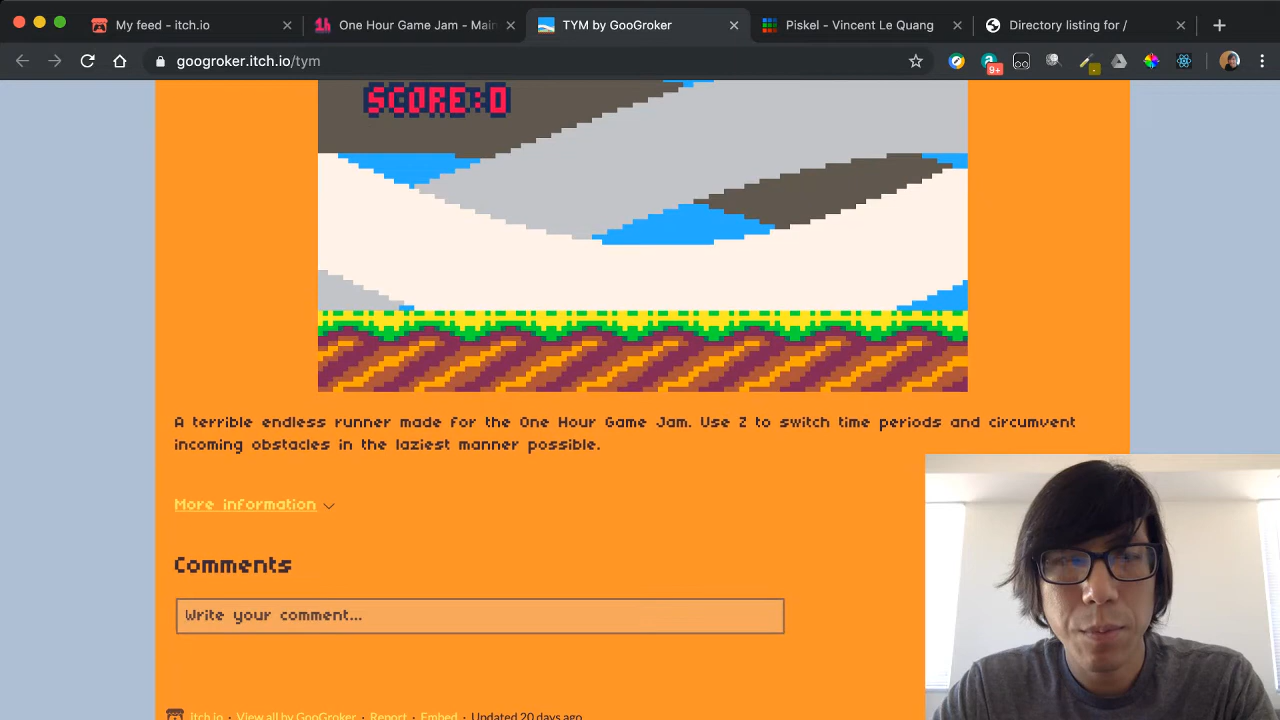 My feed - itch.io
One Hour Game Jam - Main
TYM by GooGroker
Piskel - Vincent Le Quang
Directory listing for /
googroker.itch.io/tym
9+
SCORE:0
A terrible endless runner made for the One Hour Game Jam. Use Z to switch time periods and circumvent
incoming obstacles in the laziest manner possible.
More information
Comments
Write your comment...
itch.io · View all by GooGroker · Report · Embed · Updated 20 days ago